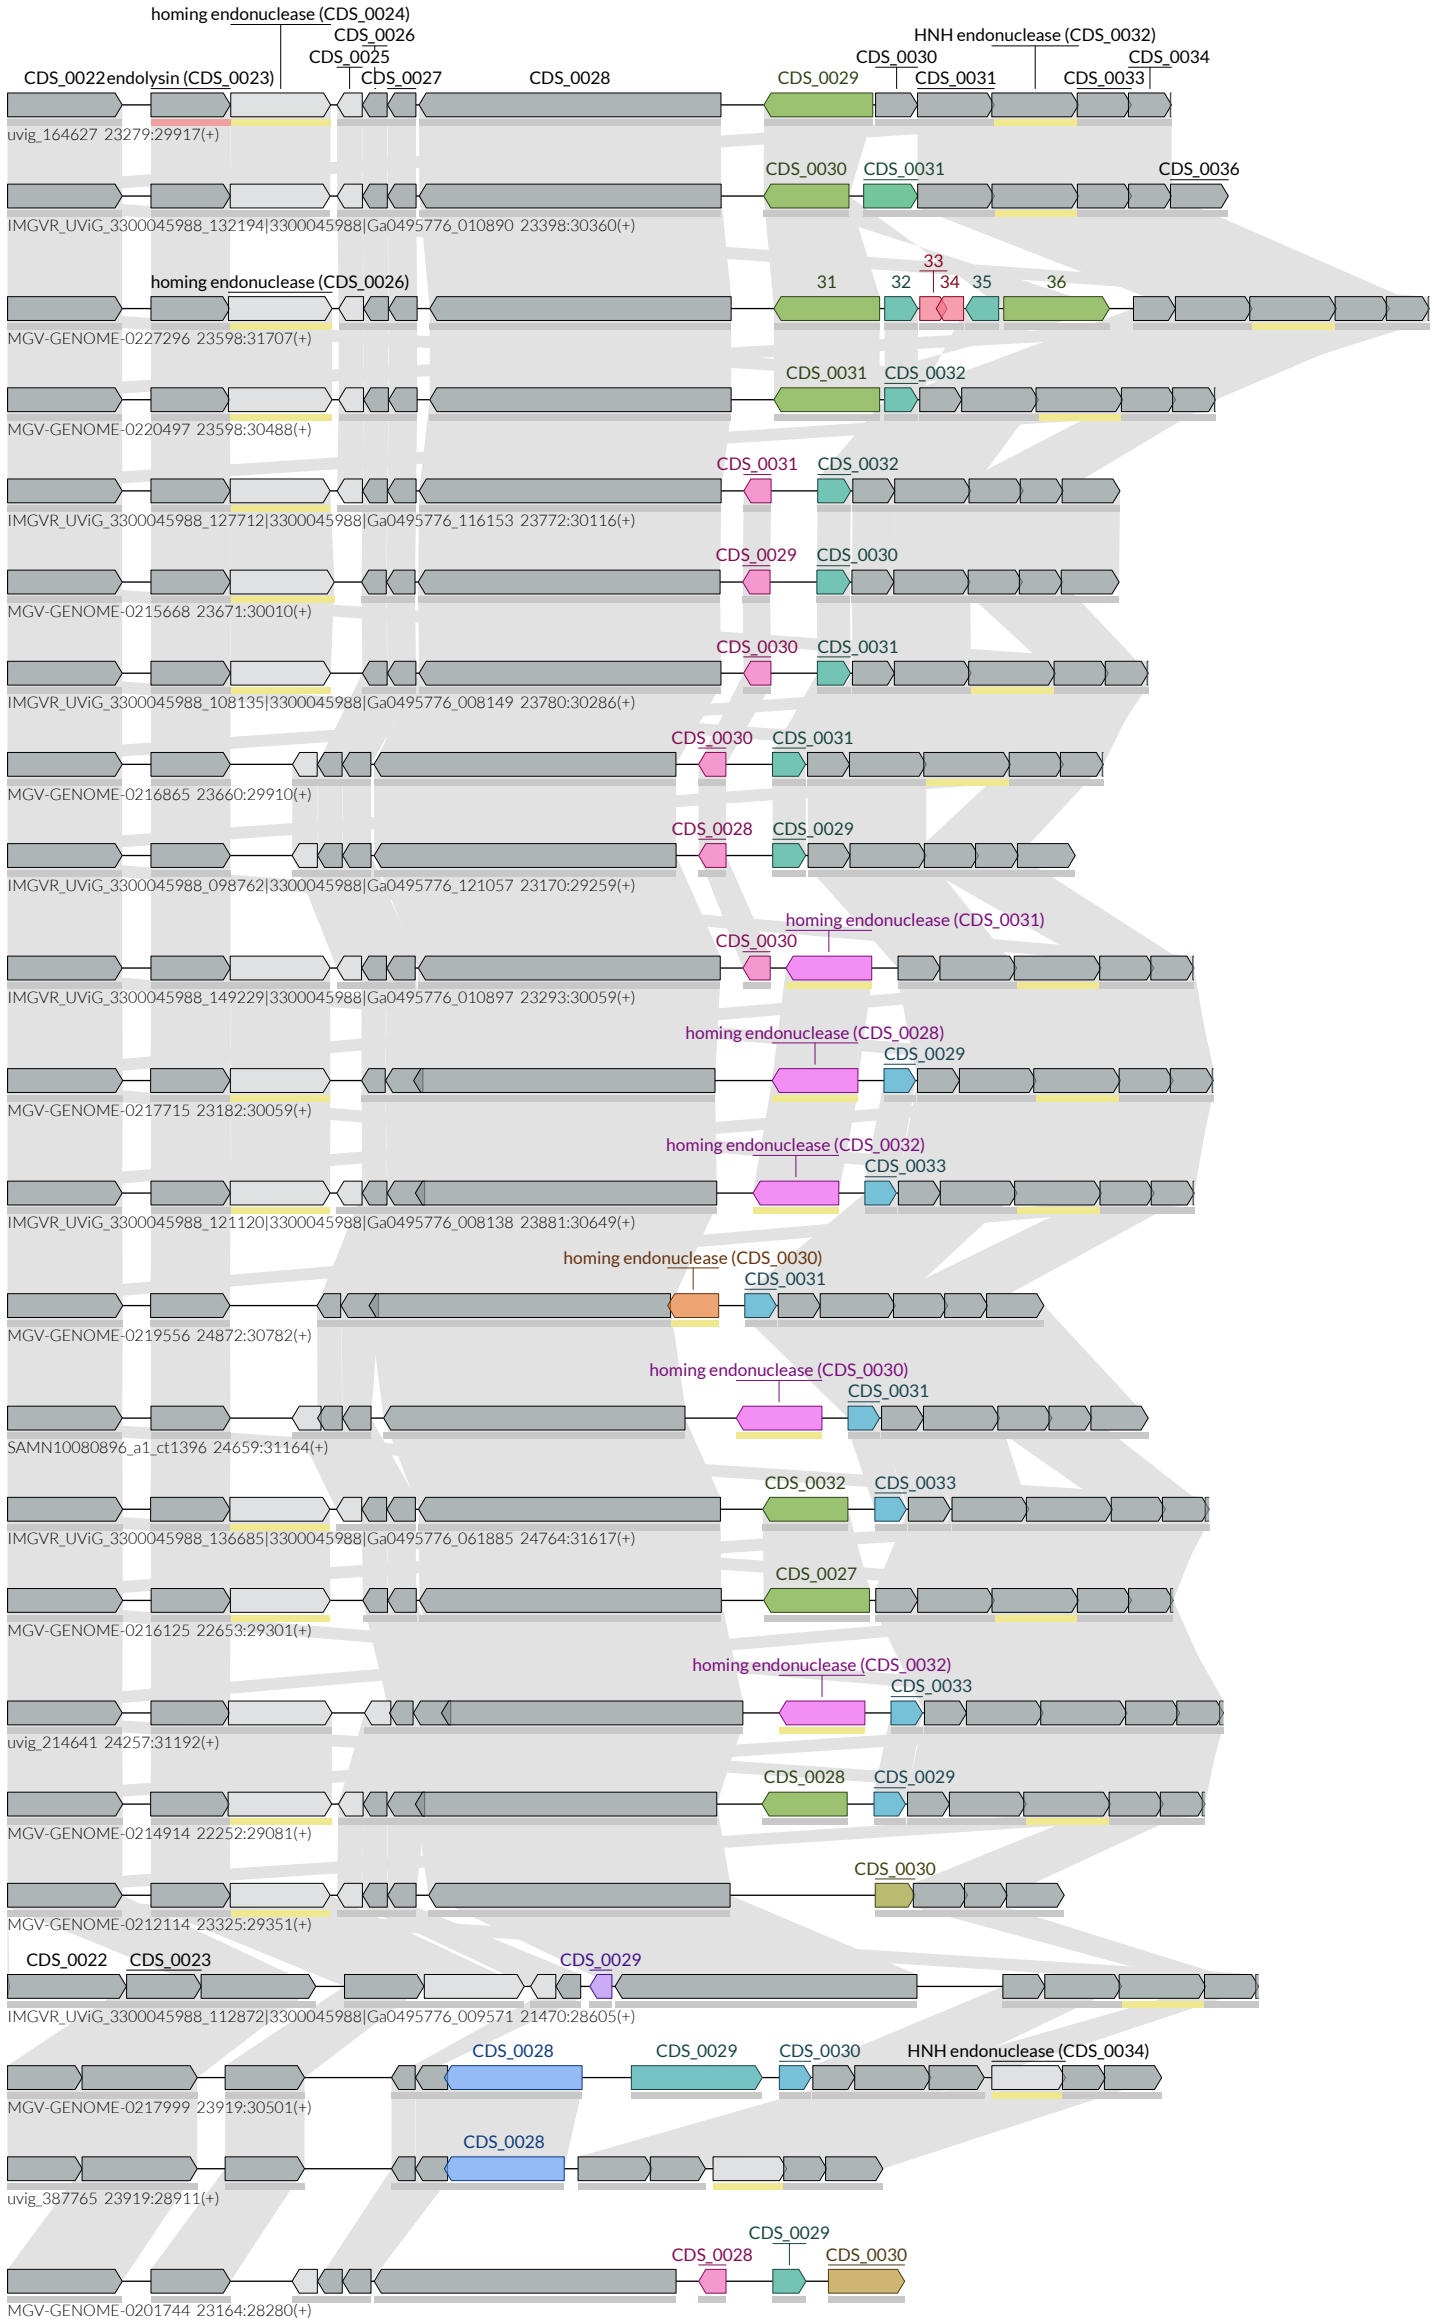 homing endonuclease (CDS_0024)
CDS_0026 HNH endonuclease (CDS_0032)
CDS_0025 CDS_0030 CDS_0034
CDS_0022 endolysin (CDS_0023) CDS_0027 CDS_0028 CDS_0029 CDS_0031 CDS_0033
uvig_164627 23279:29917(+)
CDS_0030 CDS_0031 CDS_0036
IMGVR_UViG_3300045988_132194|3300045988|Ga0495776_010890 23398:30360(+)
33
homing endonuclease (CDS_0026) 31 32 34 35 36
MGV-GENOME-0227296 23598:31707(+)
CDS_0031 CDS_0032
MGV-GENOME-0220497 23598:30488(+)
CDS_0031 CDS_0032
IMGVR_UViG_3300045988_127712|3300045988|Ga0495776_116153 23772:30116(+)
CDS_0029 CDS_0030
MGV-GENOME-0215668 23671:30010(+)
CDS_0030 CDS_0031
IMGVR_UViG_3300045988_108135|3300045988|Ga0495776_008149 23780:30286(+)
CDS_0030 CDS_0031
MGV-GENOME-0216865 23660:29910(+)
CDS_0028 CDS_0029
IMGVR_UViG_3300045988_098762|3300045988|Ga0495776_121057 23170:29259(+)
homing endonuclease (CDS_0031)
CDS_0030
IMGVR_UViG_3300045988_149229|3300045988|Ga0495776_010897 23293:30059(+)
homing endonuclease (CDS_0028)
CDS_0029
MGV-GENOME-0217715 23182:30059(+)
homing endonuclease (CDS_0032)
CDS_0033
IMGVR_UViG_3300045988_121120|3300045988|Ga0495776_008138 23881:30649(+)
homing endonuclease (CDS_0030)
CDS_0031
MGV-GENOME-0219556 24872:30782(+)
homing endonuclease (CDS_0030)
CDS_0031
SAMN10080896_a1_ct1396 24659:31164(+)
CDS_0032 CDS_0033
IMGVR_UViG_3300045988_136685|3300045988|Ga0495776_061885 24764:31617(+)
CDS_0027
MGV-GENOME-0216125 22653:29301(+)
homing endonuclease (CDS_0032)
CDS_0033
uvig_214641 24257:31192(+)
CDS_0028 CDS_0029
MGV-GENOME-0214914 22252:29081(+)
CDS_0030
MGV-GENOME-0212114 23325:29351(+)
CDS_0022 CDS_0023 CDS_0029
IMGVR_UViG_3300045988_112872|3300045988|Ga0495776_009571 21470:28605(+)
CDS_0028 CDS_0029 CDS_0030 HNH endonuclease (CDS_0034)
MGV-GENOME-0217999 23919:30501(+)
CDS_0028
uvig_387765 23919:28911(+)
CDS_0029
CDS_0028 CDS_0030
MGV-GENOME-0201744 23164:28280(+)